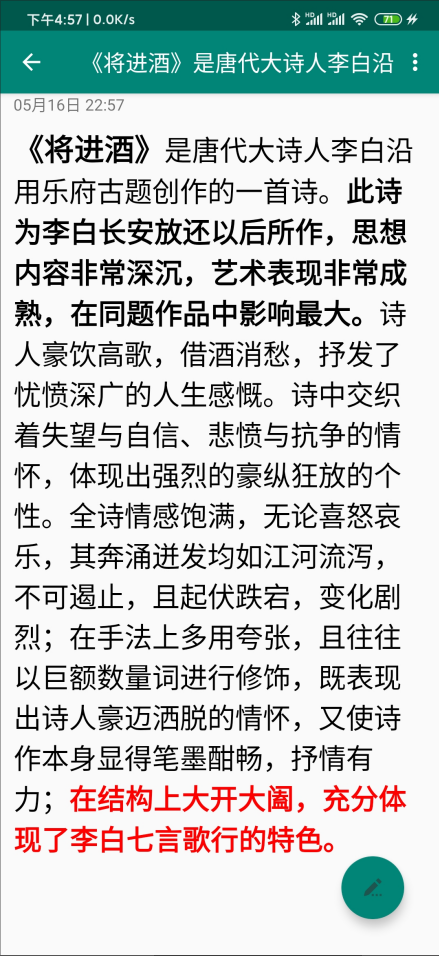 下午4:57 | 0.0K/s
HD HD 71
《将进酒》是唐代大诗人李白沿
05月16日 22:57
《将进酒》是唐代大诗人李白沿
用乐府古题创作的一首诗。此诗
为李白长安放还以后所作，思想
内容非常深沉，艺术表现非常成
熟，在同题作品中影响最大。诗
人豪饮高歌，借酒消愁，抒发了
忧愤深广的人生感慨。诗中交织
着失望与自信、悲愤与抗争的情
怀，体现出强烈的豪纵狂放的个
性。全诗情感饱满，无论喜怒哀
乐，其奔涌迸发均如江河流泻，
不可遏止，且起伏跌宕，变化剧
烈；在手法上多用夸张，且往往
以巨额数量词进行修饰，既表现
出诗人豪迈洒脱的情怀，又使诗
作本身显得笔墨酣畅，抒情有
力；在结构上大开大阖，充分体
现了李白七言歌行的特色。